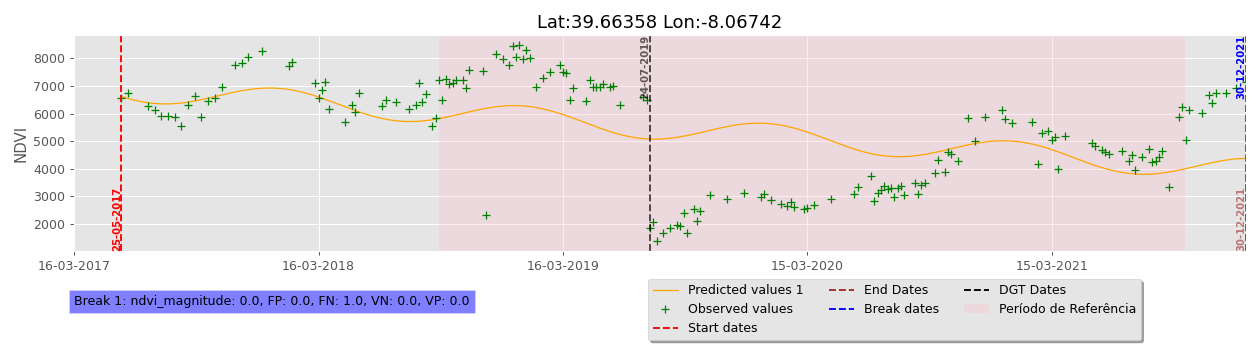 Lat:39.66358 Lon:-8.06742
NDVI
8000
7000
6000
5000
4000
3000
2000
25-05-2017
24-07-2019
30-12-2021
30-12-2021
16-03-2017
16-03-2018
16-03-2019
15-03-2020
15-03-2021
Break 1: ndvi_magnitude: 0.0, FP: 0.0, FN: 1.0, VN: 0.0, VP: 0.0
Predicted values 1
Observed values
Start dates
End Dates
Break dates
DGT Dates
Período de Referência